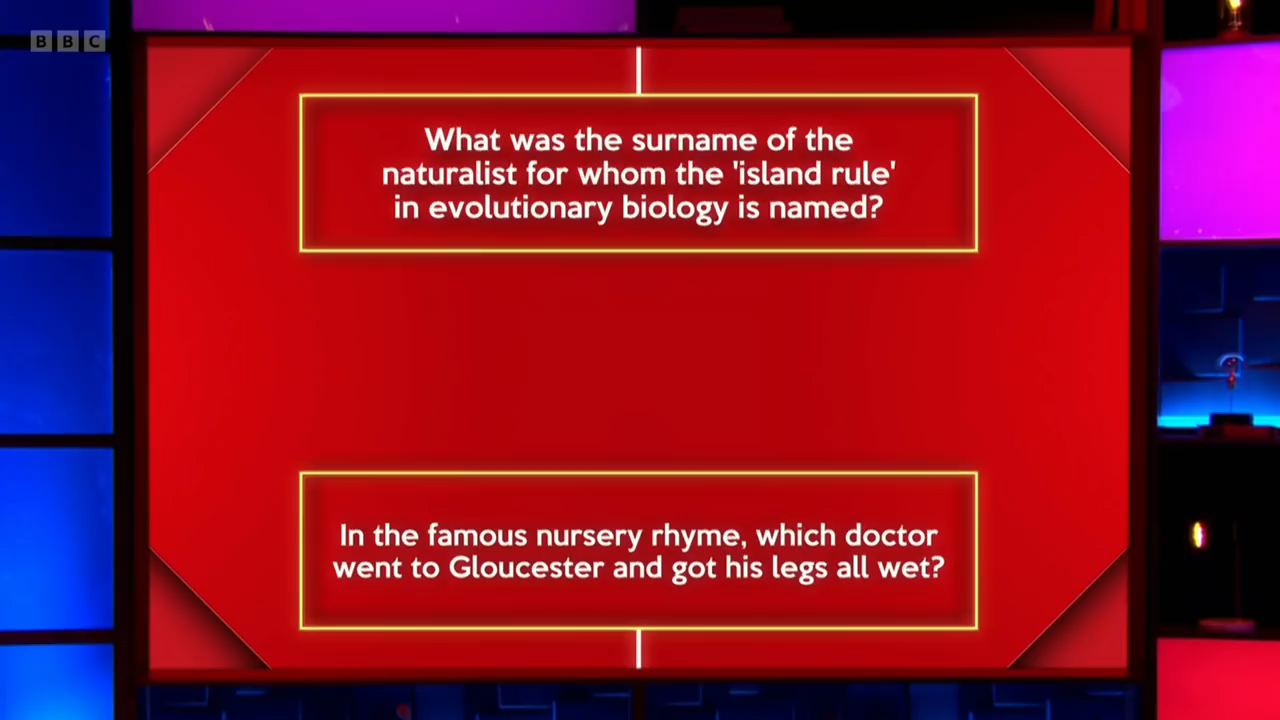 BBC
What was the surname of the
naturalist for whom the 'island rule'
in evolutionary biology is named?
In the famous nursery rhyme, which doctor
went to Gloucester and got his legs all wet?